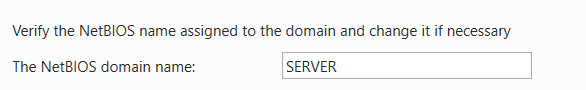 Verify the NetBIOS name assigned to the domain and change it if necessary
The NetBIOS domain name: SERVER